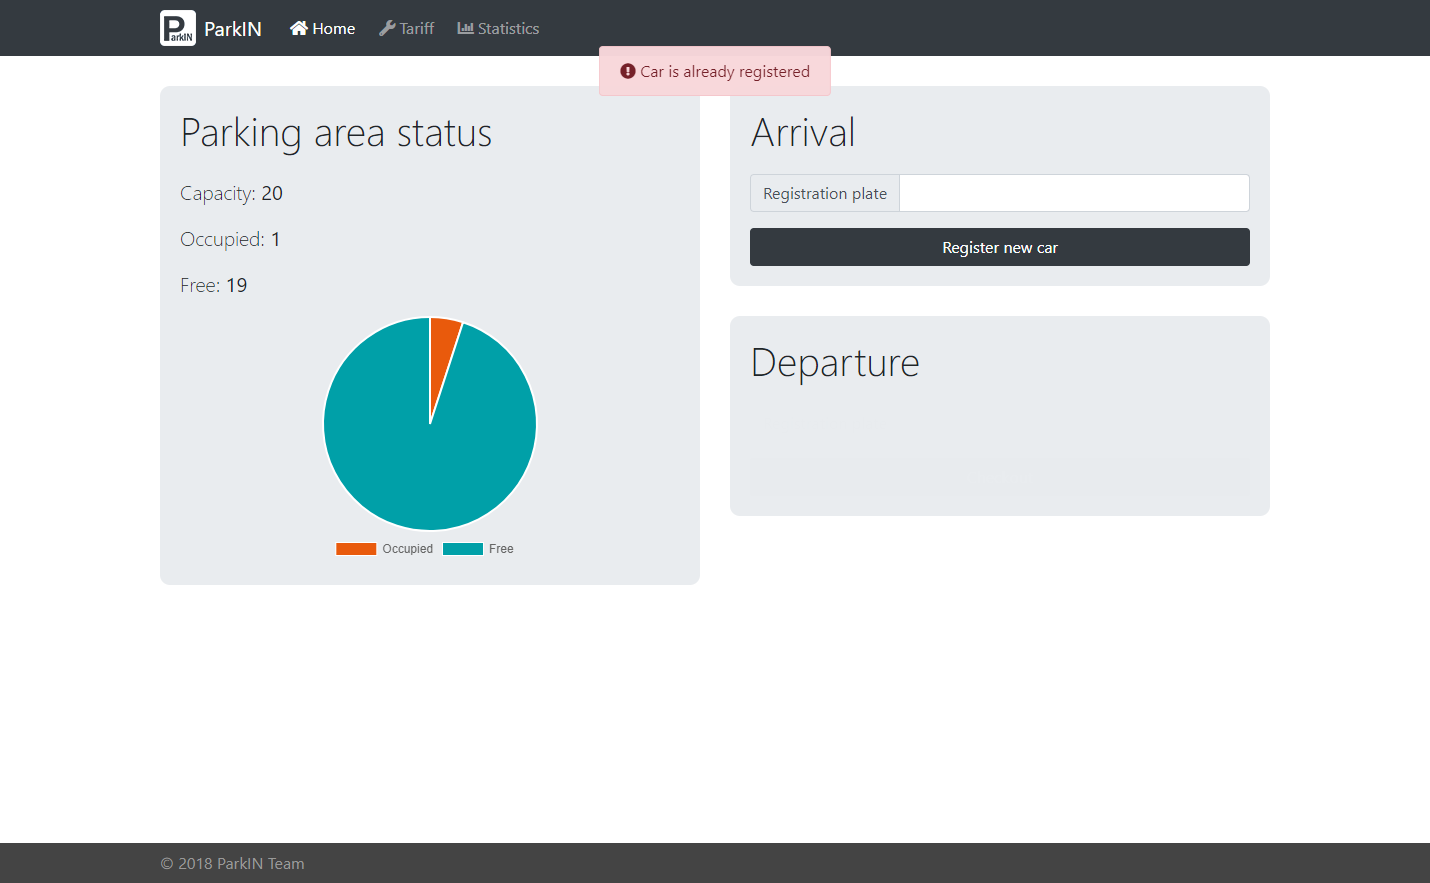 ParkIN
ParkIN
Home
Tariff
Statistics
Car is already registered
Parking area status
Capacity: 20
Occupied: 1
Free: 19
Occupied
Free
Arrival
Registration plate
Register new car
Departure
© 2018 ParkIN Team